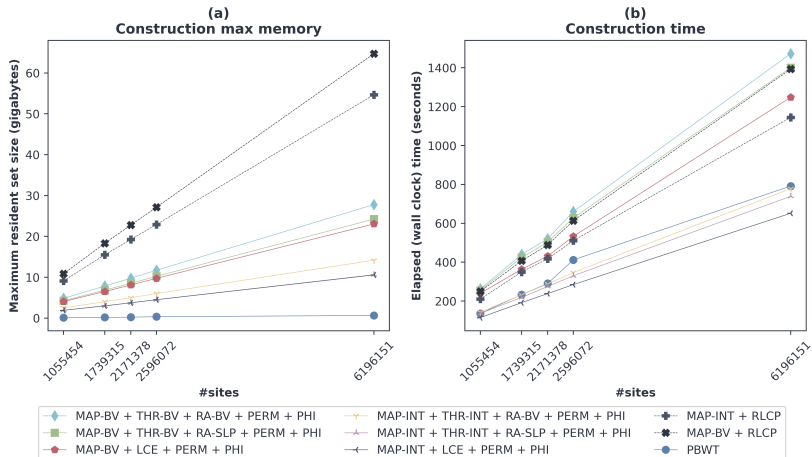 (a)
Construction max memory
Maximum resident set size (gigabytes)
60
50
40
30
20
10
0
1055454
1739315
2171378
2596072
6196151
#sites
(b)
Construction time
Elapsed (wall clock) time (seconds)
1400
1200
1000
800
600
400
200
1055454
1739315
2171378
2596072
6196151
#sites
MAP-BV + THR-BV + RA-BV + PERM + PHI
MAP-BV + THR-BV + RA-SLP + PERM + PHI
MAP-BV + LCE + PERM + PHI
MAP-INT + THR-INT + RA-BV + PERM + PHI
MAP-INT + THR-INT + RA-SLP + PERM + PHI
MAP-INT + LCE + PERM + PHI
MAP-INT + RLCP
MAP-BV + RLCP
PBWT